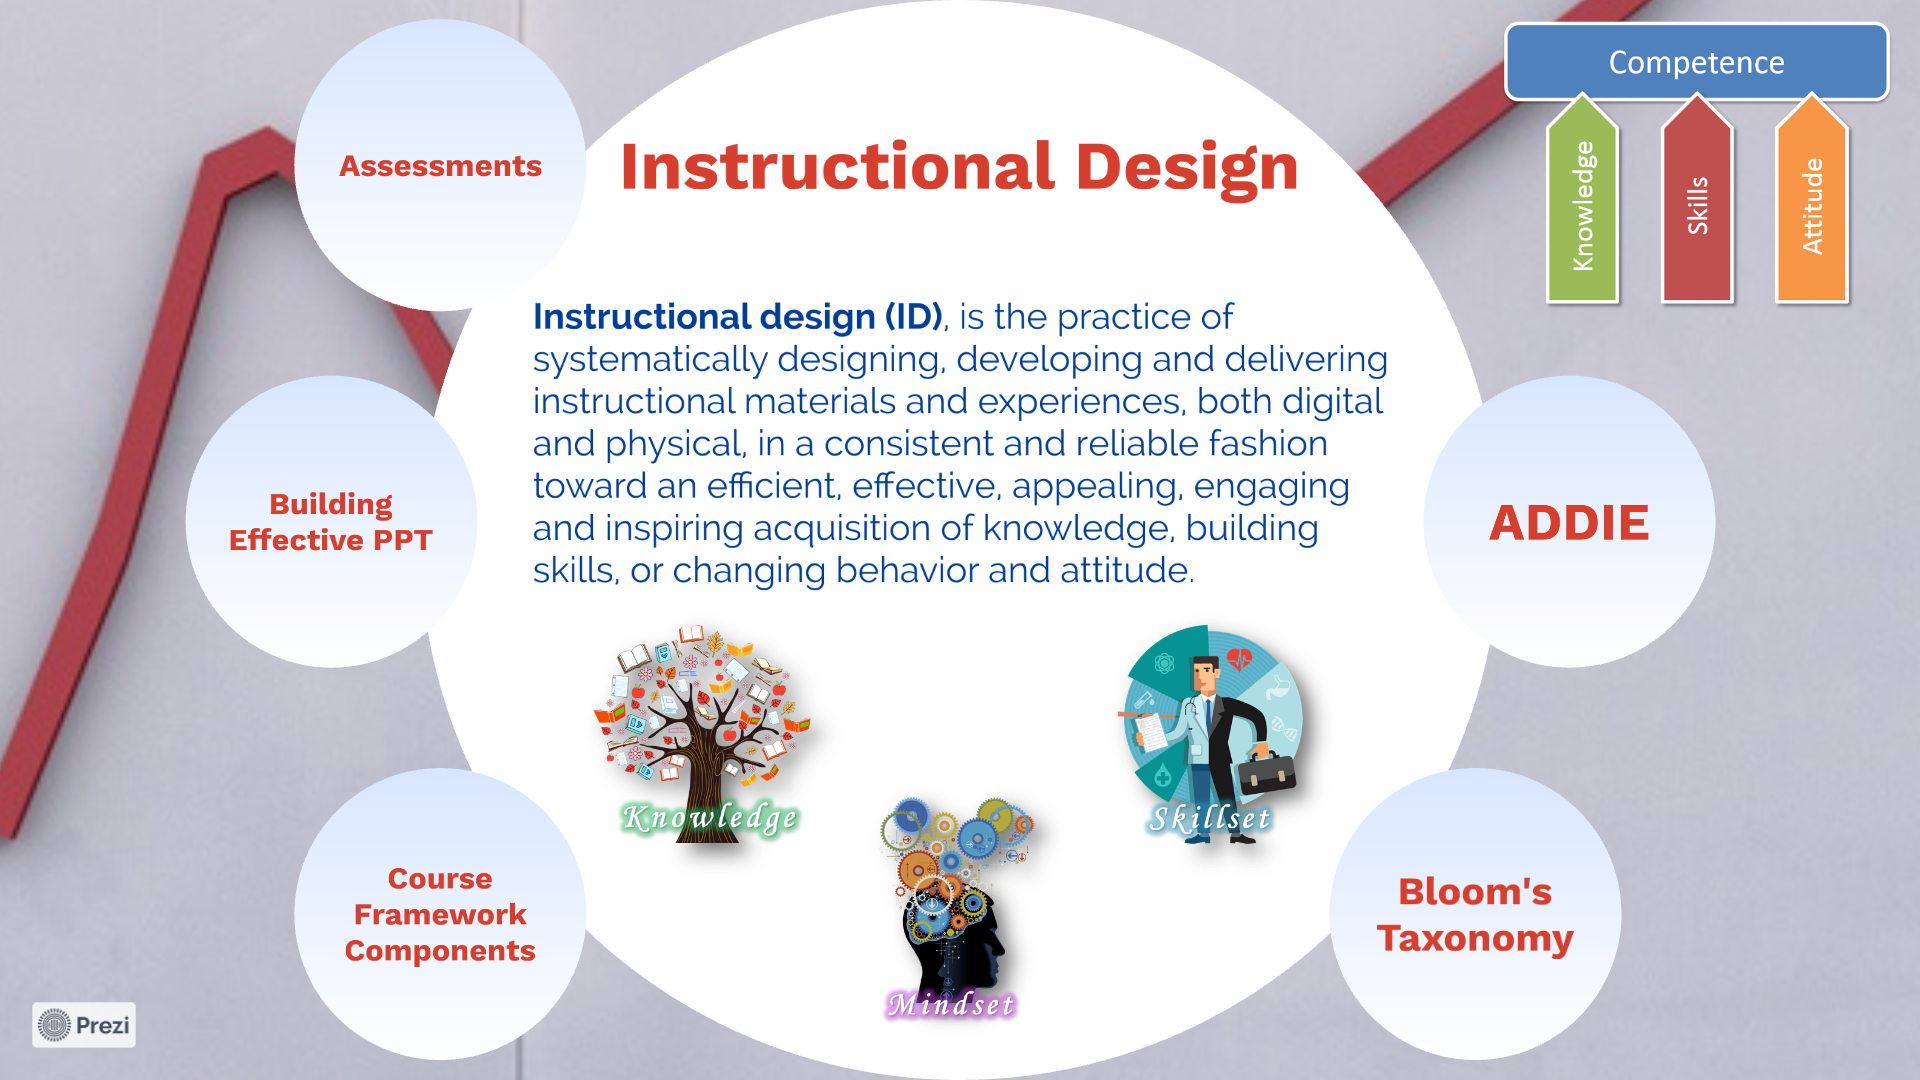 Instructional Design
Instructional design (ID), is the practice of
systematically designing, developing and delivering
instructional materials and experiences, both digital
and physical, in a consistent and reliable fashion
toward an efficient, effective, appealing, engaging
and inspiring acquisition of knowledge, building
skills, or changing behavior and attitude.
Knowledge
Mindset
Skillset
Competence
Knowledge
Skills
Attitude
ADDIE
Bloom's
Taxonomy
Course
Framework
Components
Building
Effective PPT
Assessments
Prezi